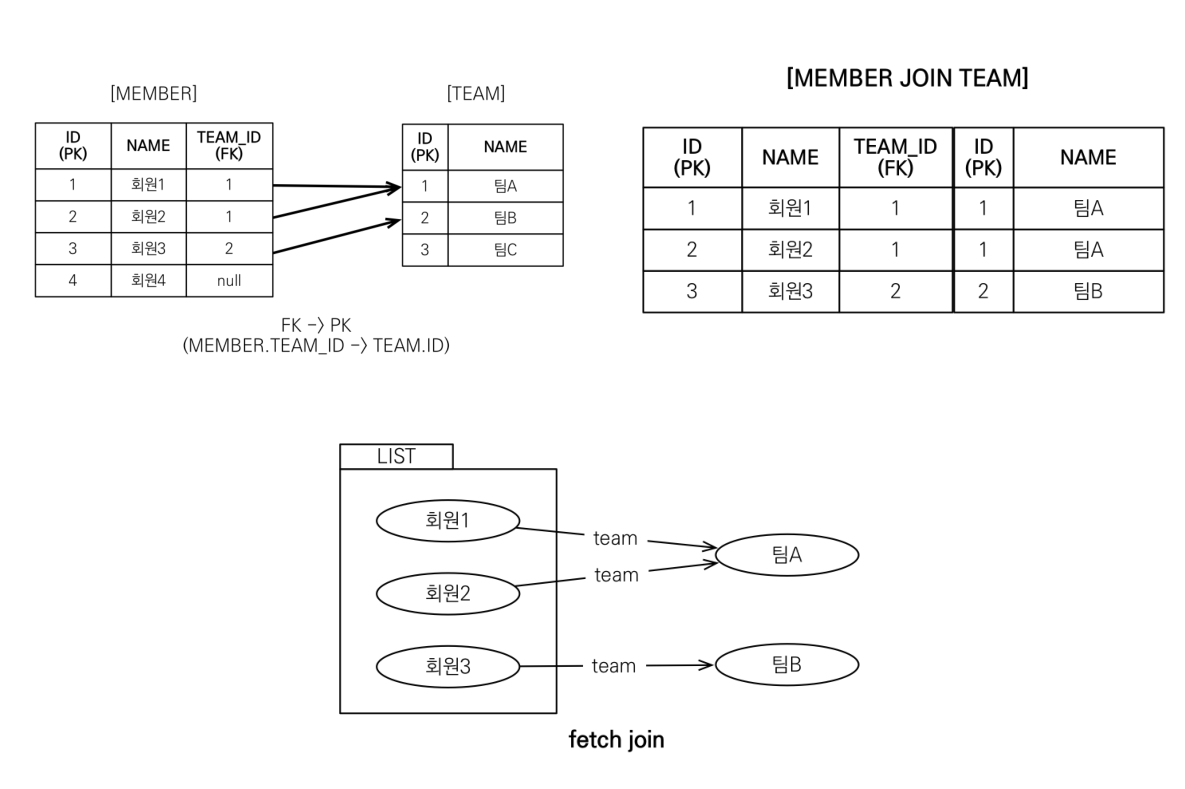 [MEMBER]
ID (PK) NAME TEAM_ID (FK)
1 회원1 1
2 회원2 1
3 회원3 2
4 회원4 null
[TEAM]
ID (PK) NAME
1 팀A
2 팀B
3 팀C
FK -> PK
(MEMBER.TEAM_ID -> TEAM.ID)
[MEMBER JOIN TEAM]
ID (PK) NAME TEAM_ID (FK) ID (PK) NAME
1 회원1 1 1 팀A
2 회원2 1 1 팀A
3 회원3 2 2 팀B
LIST
회원1
team
팀A
회원2
team
회원3
team
팀B
fetch join